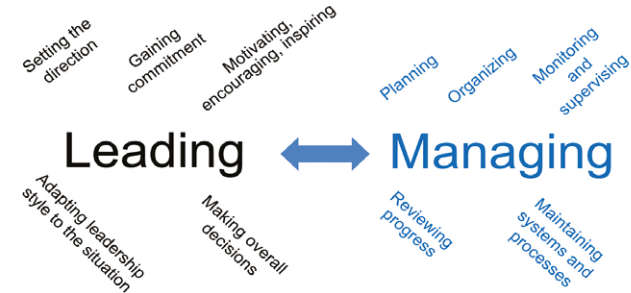 Setting the
direction
Gaining
commitment
Motivating,
encouraging, inspiring
Planning
Organizing
Monitoring
and
supervising
Leading
Managing
Adapting leadership
style to the situation
Making overall
decisions
Reviewing
progress
Maintaining
systems and
processes